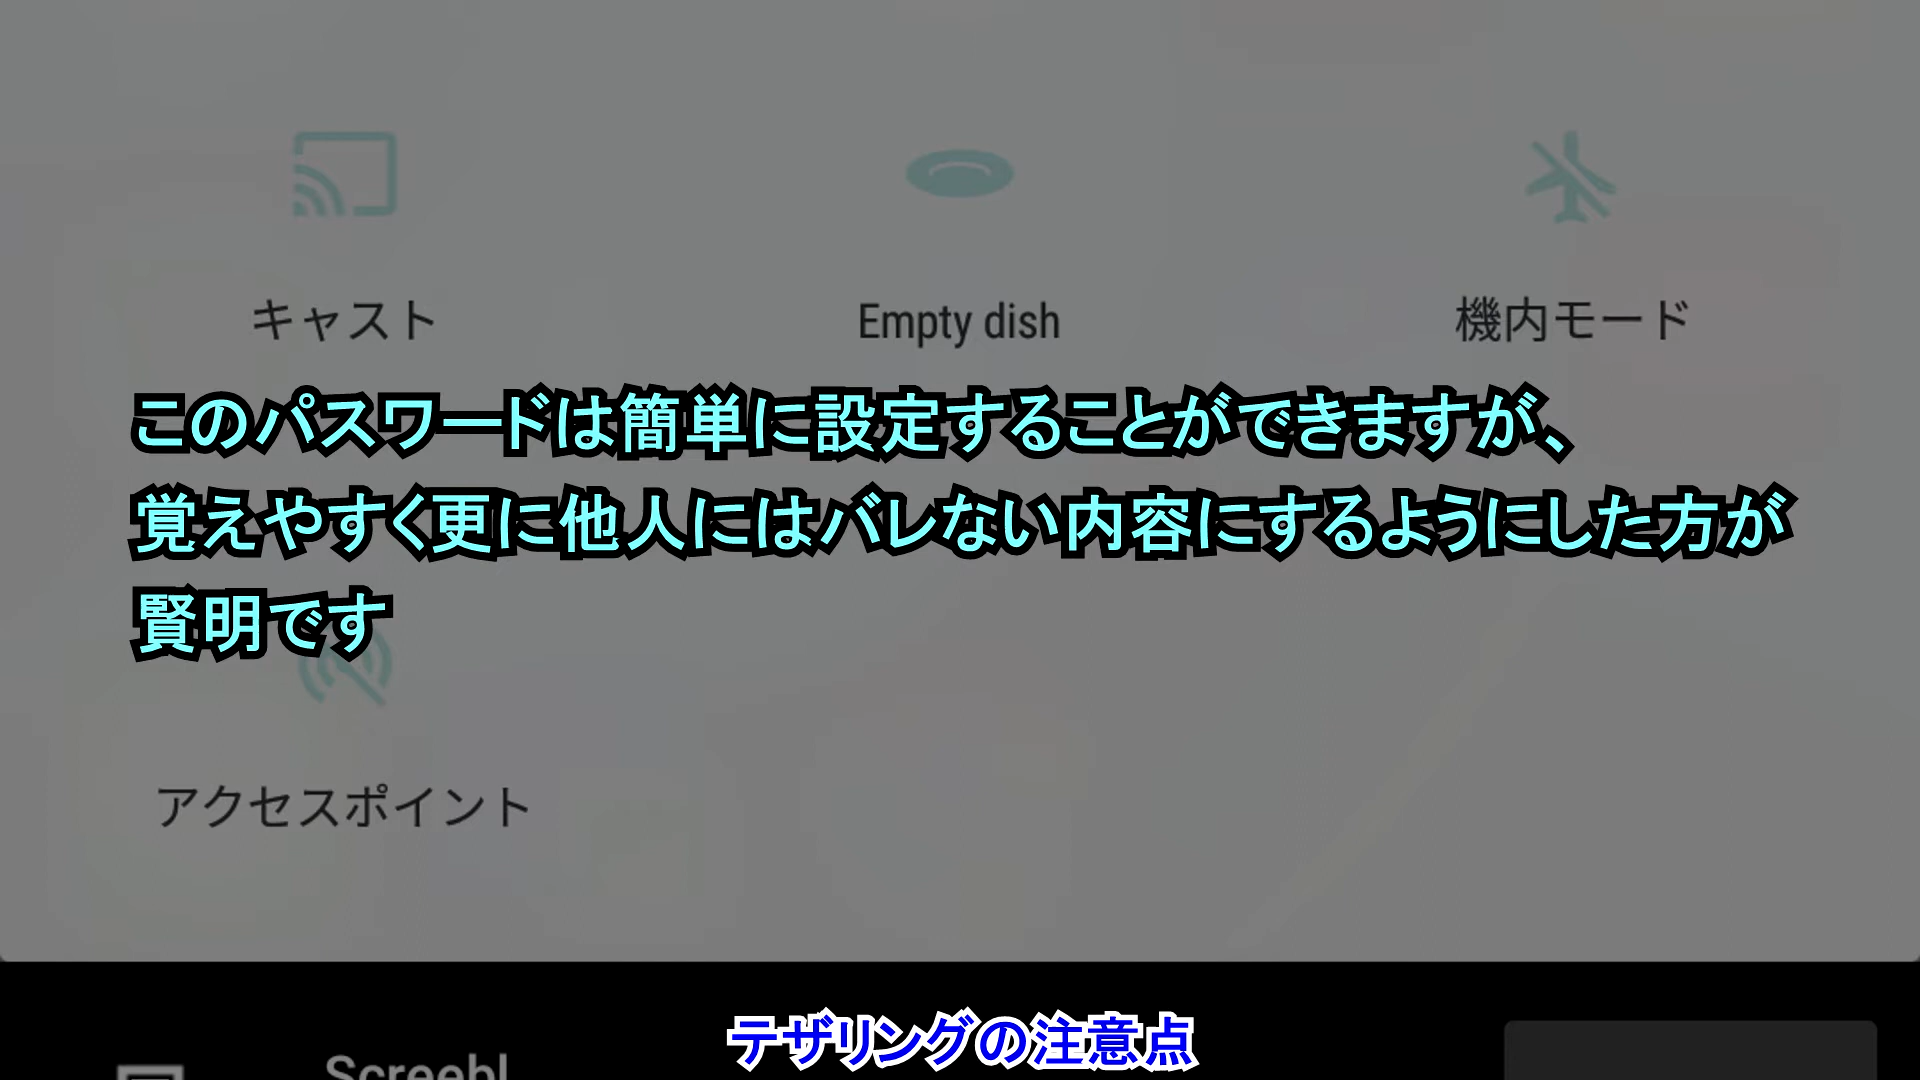 キャスト
Empty dish
機内モード
このパスワードは簡単に設定することができますが、
覚えやすく更に他人にはバレない内容にするようにした方が
賢明です
アクセスポイント
テザリングの注意点
Screebl